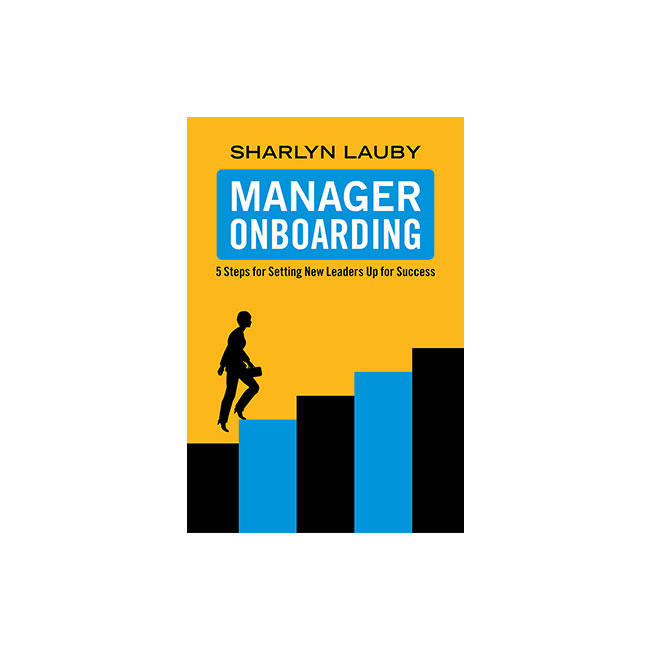 SHARLYN LAUBY
MANAGER
ONBOARDING
5 Steps for Setting New Leaders Up for Success